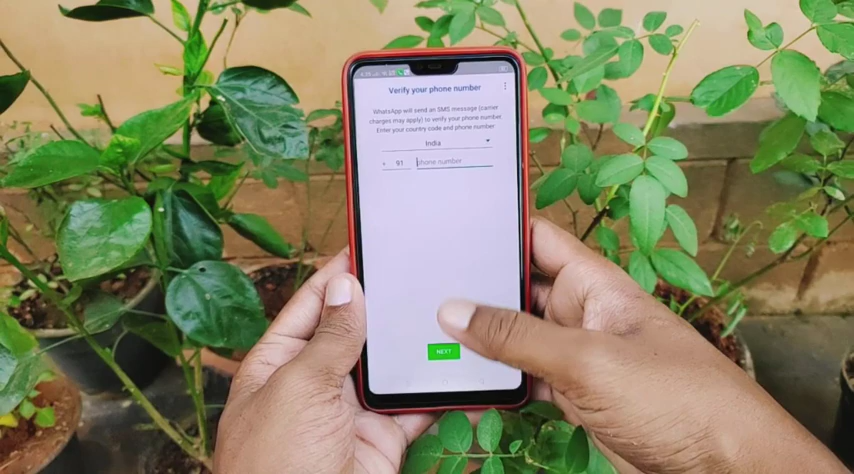 Verify your phone number
WhatsApp will send an SMS message (carrier
charges may apply) to verify your phone number.
Enter your country code and phone number
India
+ 91 phone number
NEXT